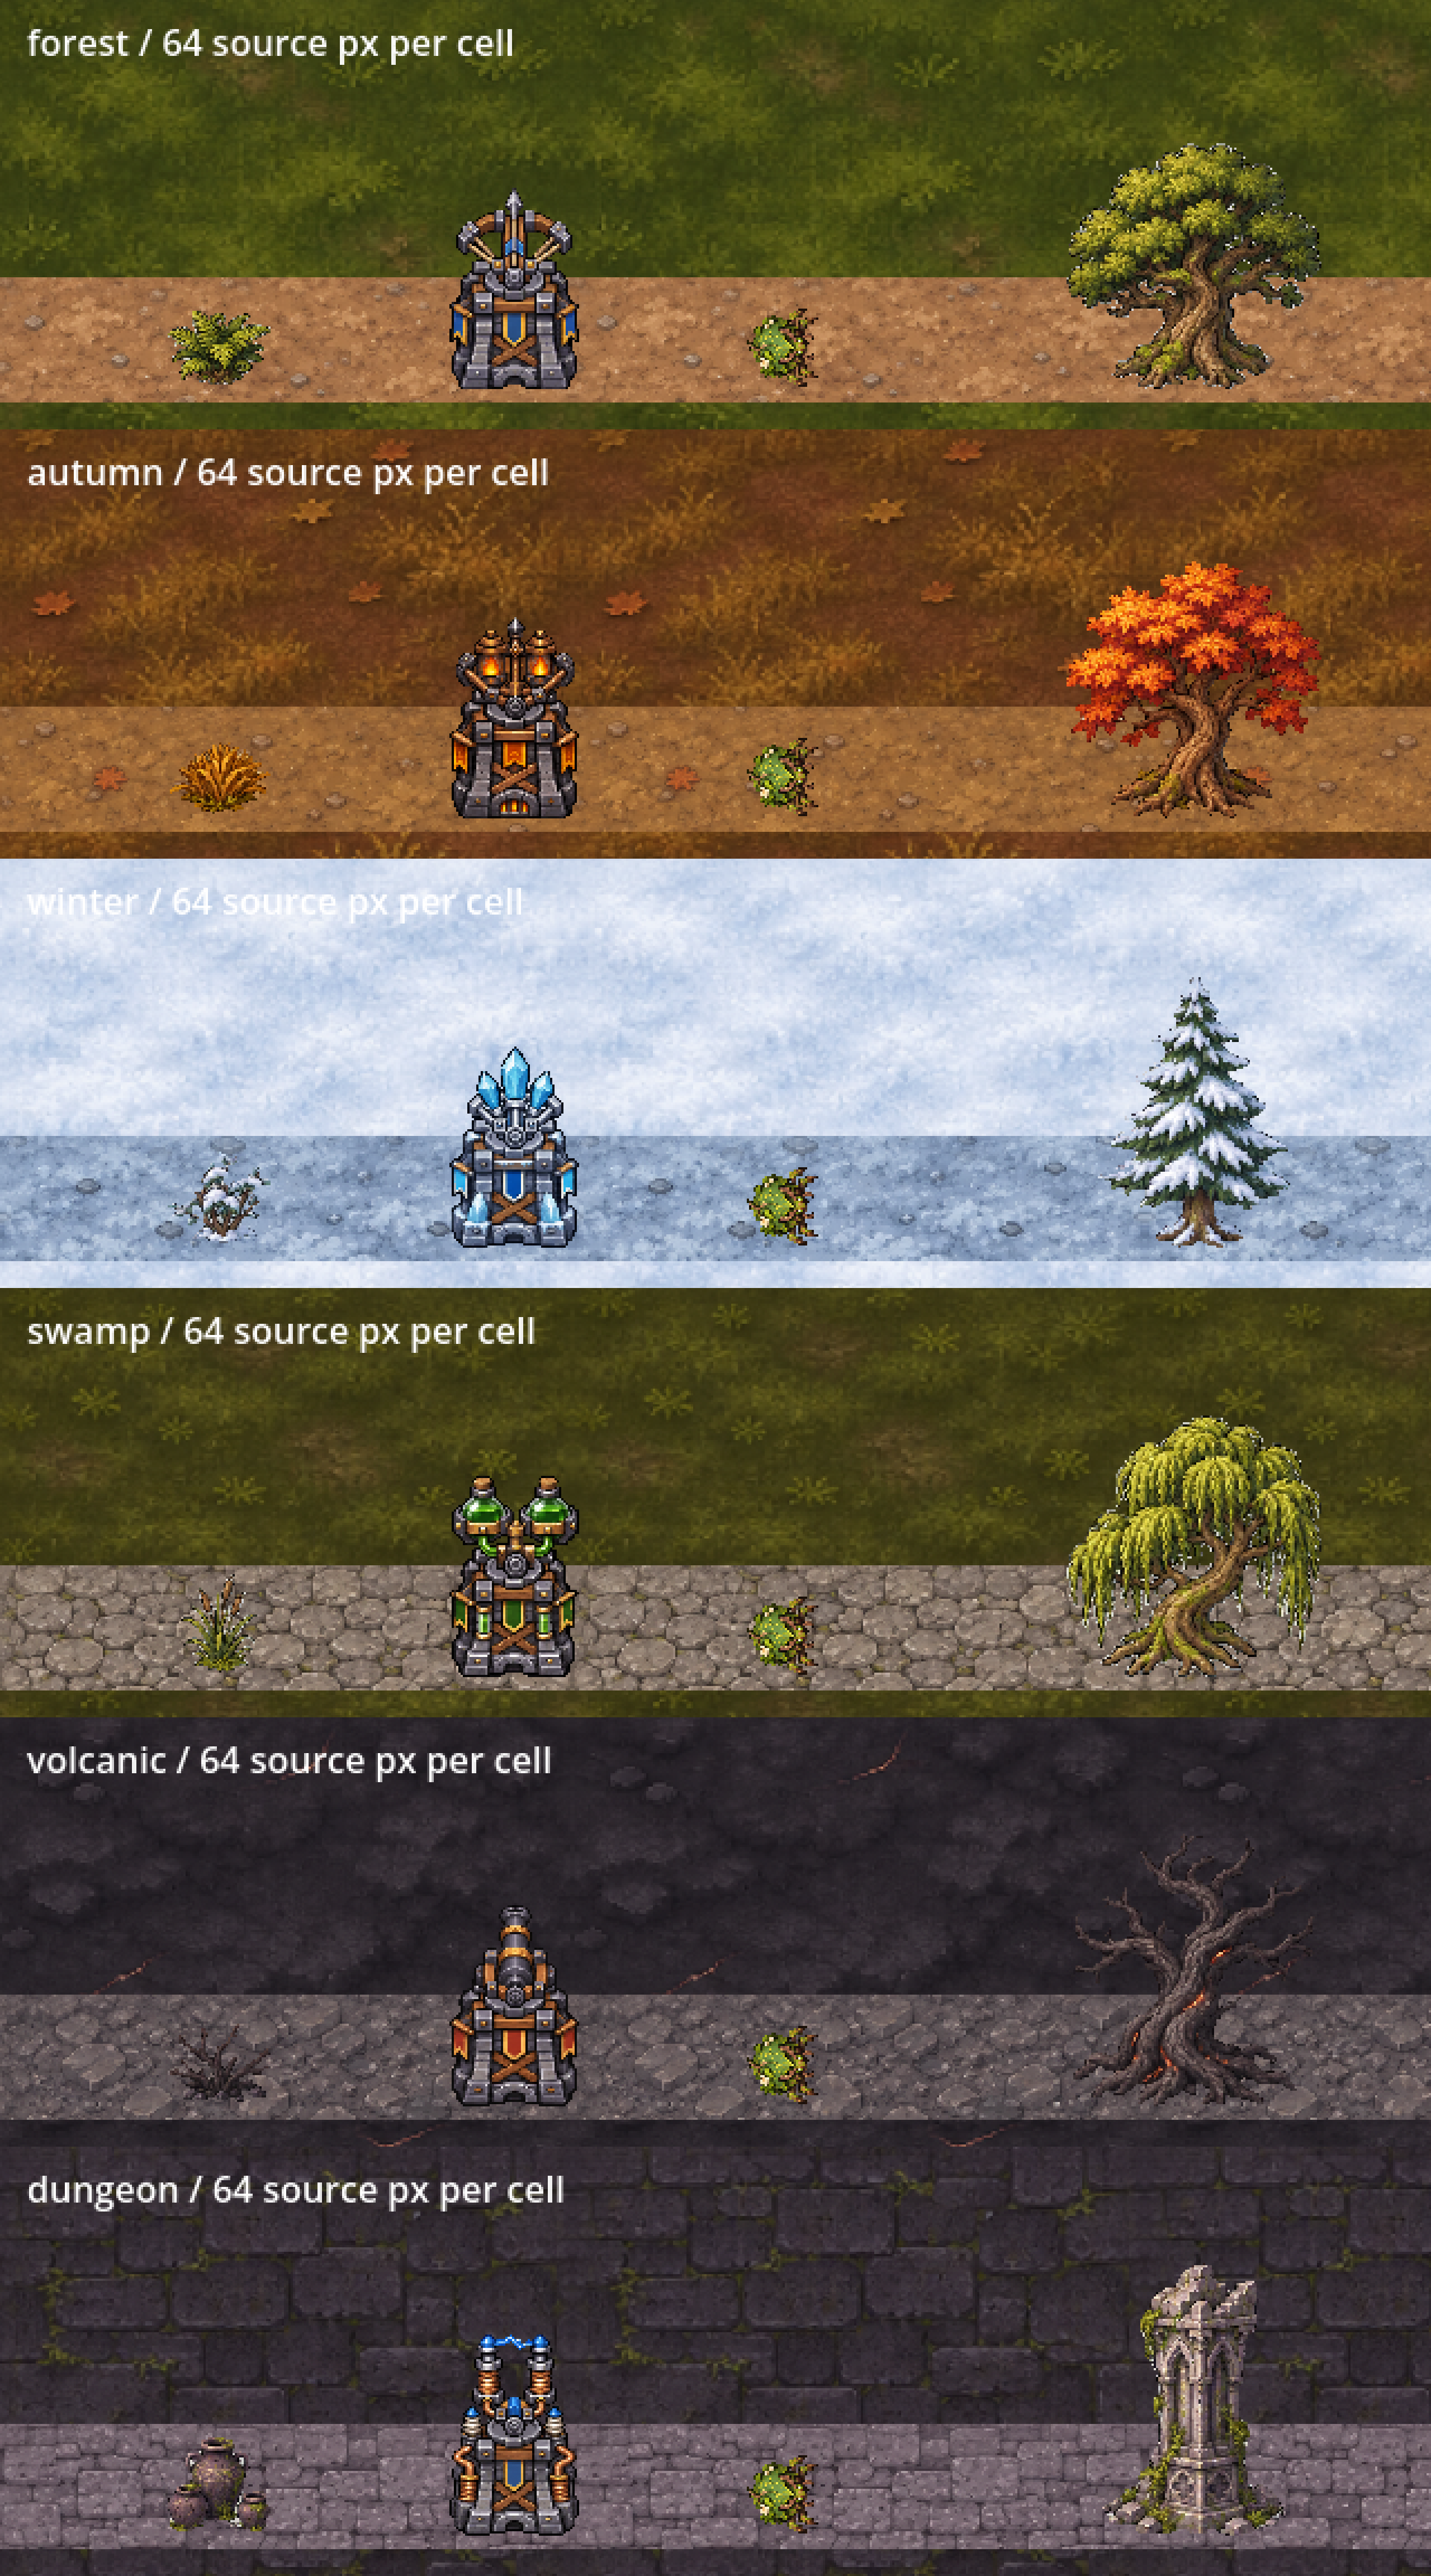 forest / 64 source px per cell
autumn / 64 source px per cell
winter / 64 source px per cell
swamp / 64 source px per cell
volcanic / 64 source px per cell
dungeon / 64 source px per cell